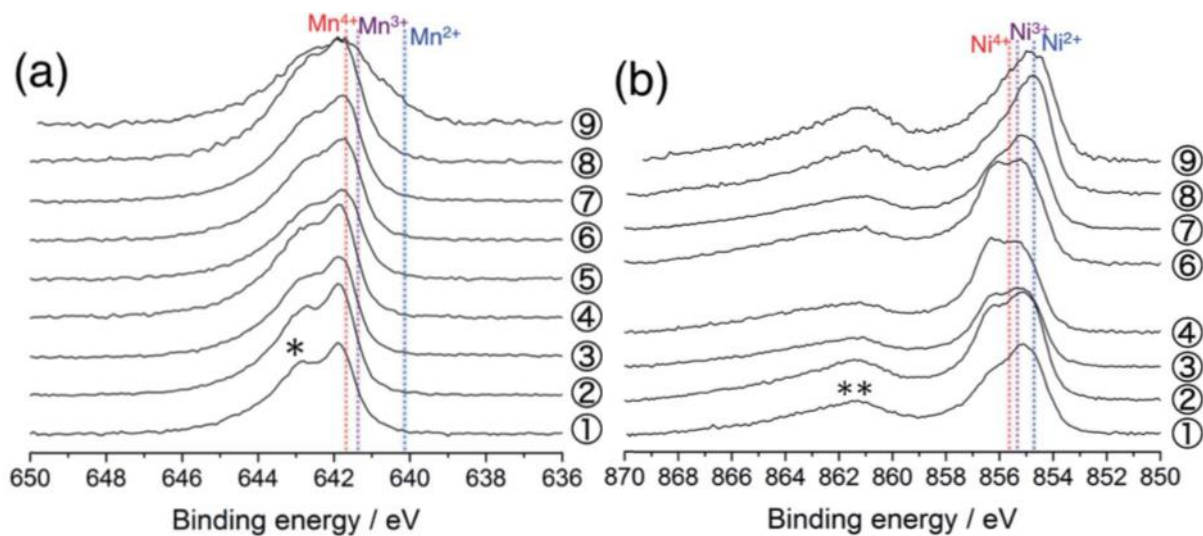 (a)
Mn⁴⁺ Mn³⁺ Mn²⁺
⑨
⑧
⑦
⑥
⑤
④
③
②
①
*
650 648 646 644 642 640 638 636
Binding energy / eV
(b)
Ni⁴⁺ Ni³⁺ Ni²⁺
⑨
⑧
⑦
⑥
④
③
②
①
**
870 868 866 864 862 860 858 856 854 852 850
Binding energy / eV